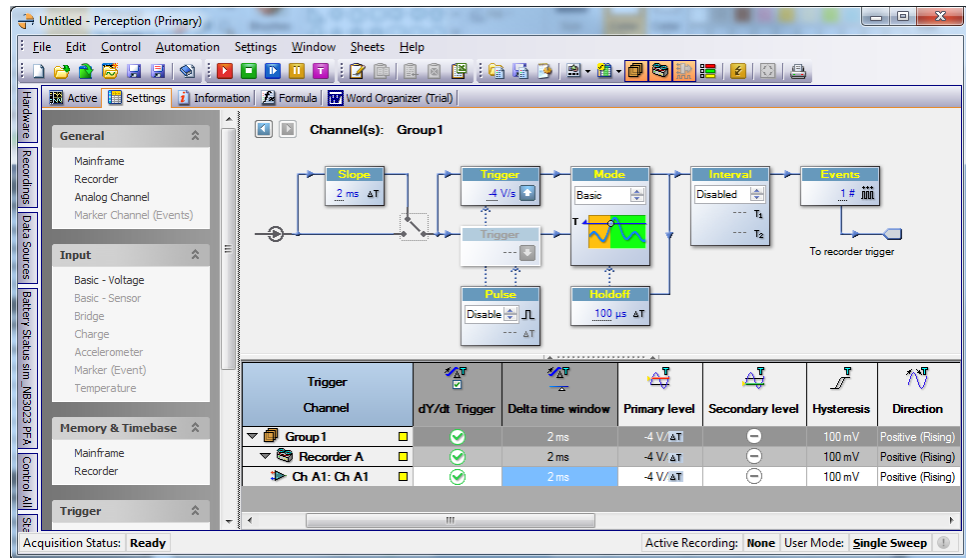 Untitled - Perception (Primary)
File Edit Control Automation Settings Window Sheets Help
Active Settings Information Formula Word Organizer (Trial)
Hardware
Recordings
Data Sources
Battery Status sim _NB3023 PFA
Control All
Sta
General
Mainframe
Recorder
Analog Channel
Marker Channel (Events)
Input
Basic - Voltage
Basic - Sensor
Bridge
Charge
Accelerometer
Marker (Event)
Temperature
Memory & Timebase
Mainframe
Recorder
Trigger
Channel(s): Group1
Slope
2 ms ΔT
Trigger
-4 V/s
Trigger
---
Pulse
Disable
--- ΔT
Mode
Basic
T
Holdoff
100 µs ΔT
Interval
Disabled
--- T1
--- T2
Events
1 #
To recorder trigger
Trigger
Channel
dY/dt Trigger Delta time window Primary level Secondary level Hysteresis Direction
Group1 2 ms -4 V/ΔT 100 mV Positive (Rising)
Recorder A 2 ms -4 V/ΔT 100 mV Positive (Rising)
Ch A1: Ch A1 2 ms -4 V/ΔT 100 mV Positive (Rising)
Acquisition Status: Ready Active Recording: None User Mode: Single Sweep